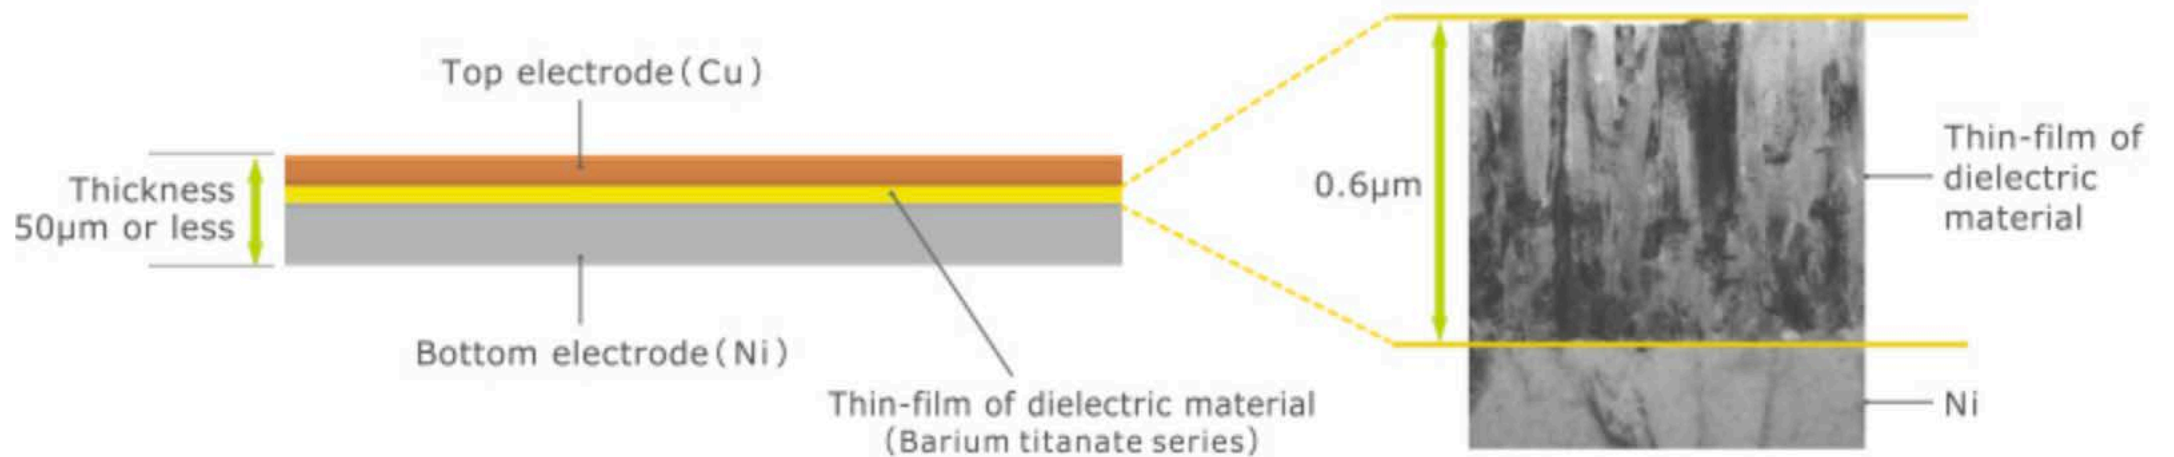 Top electrode(Cu)
Thickness
50μm or less
Bottom electrode(Ni)
Thin-film of dielectric material
(Barium titanate series)
0.6μm
Thin-film of
dielectric
material
Ni